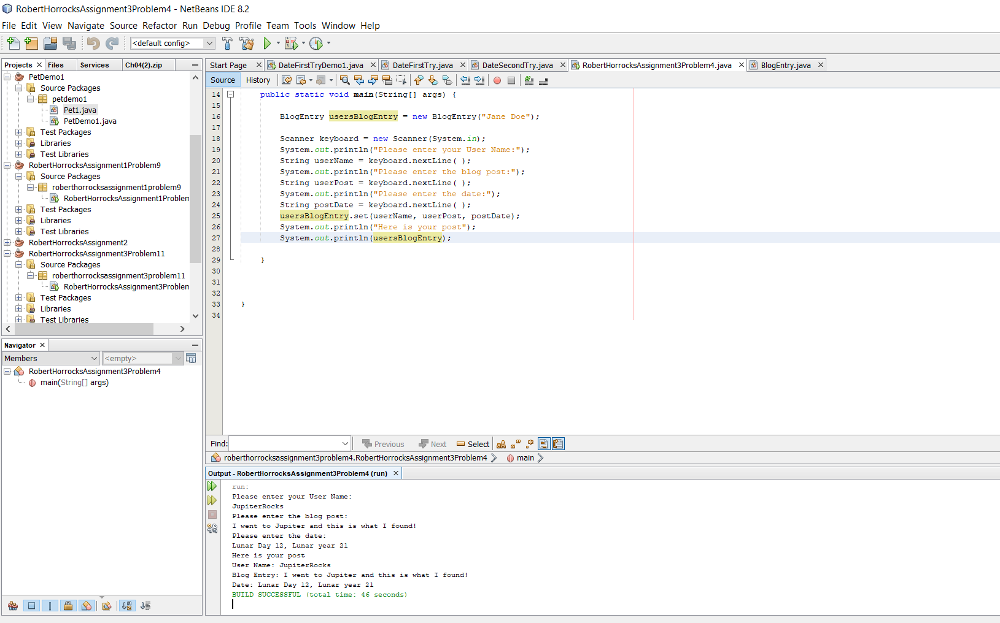 RobertHorrocksAssignment3Problem4 - NetBeans IDE 8.2
File Edit View Navigate Source Refactor Run Debug Profile Team Tools Window Help
<default config>
Projects Files Services Ch04(2).zip
PetDemo1
Source Packages
petdemo1
Pet1.java
PetDemo1.java
Test Packages
Libraries
Test Libraries
RobertHorrocksAssignment1Problem9
Source Packages
roberthorrocksassignment1problem9
RobertHorrocksAssignment1Problem
Test Packages
Libraries
Test Libraries
RobertHorrocksAssignment2
RobertHorrocksAssignment3Problem11
Source Packages
roberthorrocksassignment3problem11
RobertHorrocksAssignment3Problem
Test Packages
Libraries
Test Libraries
Navigator
Members <empty>
RobertHorrocksAssignment3Problem4
main(String[] args)
Start Page DateFirstTryDemo1.java DateFirstTry.java DateSecondTry.java RobertHorrocksAssignment3Problem4.java BlogEntry.java
Source History
14 public static void main(String[] args) {
15
16 BlogEntry usersBlogEntry = new BlogEntry("Jane Doe");
17
18 Scanner keyboard = new Scanner(System.in);
19 System.out.println("Please enter your User Name:");
20 String userName = keyboard.nextLine( );
21 System.out.println("Please enter the blog post:");
22 String userPost = keyboard.nextLine( );
23 System.out.println("Please enter the date:");
24 String postDate = keyboard.nextLine( );
25 usersBlogEntry.set(userName, userPost, postDate);
26 System.out.println("Here is your post");
27 System.out.println(usersBlogEntry);
28
29 }
30
31
32
33 }
34
Find: Previous Next Select
roberthorrocksassignment3problem4.RobertHorrocksAssignment3Problem4 main
Output - RobertHorrocksAssignment3Problem4 (run)
run:
Please enter your User Name:
JupiterRocks
Please enter the blog post:
I went to Jupiter and this is what I found!
Please enter the date:
Lunar Day 12, Lunar year 21
Here is your post
User Name: JupiterRocks
Blog Entry: I went to Jupiter and this is what I found!
Date: Lunar Day 12, Lunar year 21
BUILD SUCCESSFUL (total time: 46 seconds)